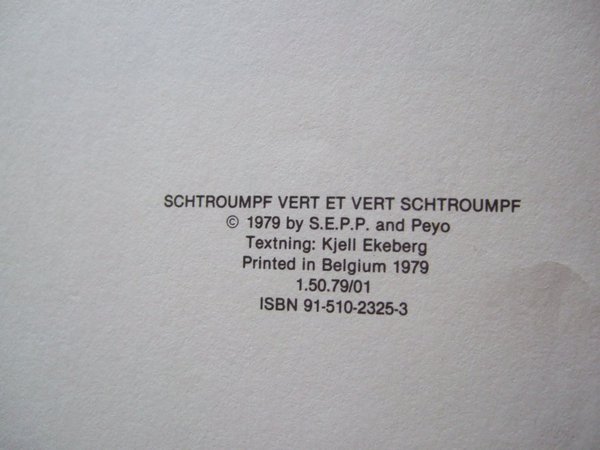 SCHTROUMPF VERT ET VERT SCHTROUMPF
© 1979 by S.E.P.P. and Peyo
Textning: Kjell Ekeberg
Printed in Belgium 1979
1.50.79/01
ISBN 91-510-2325-3